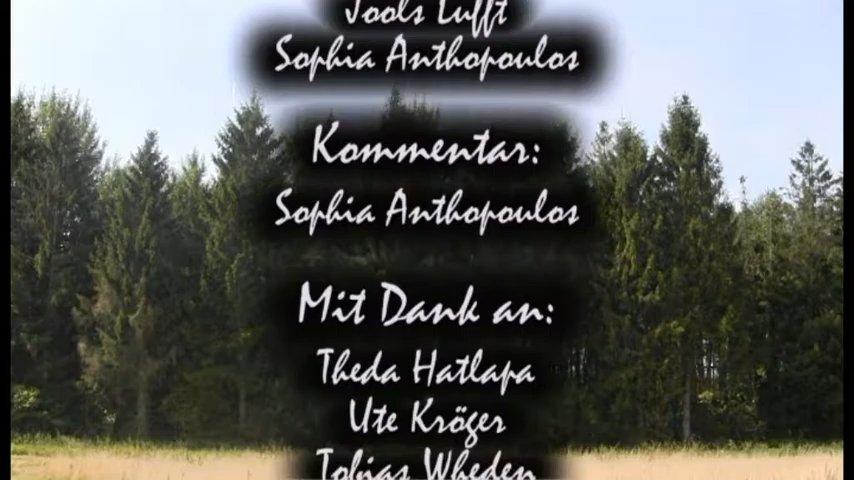 Jools Lufft
Sophia Anthopoulos
Kommentar:
Sophia Anthopoulos
Mit Dank an:
Theda Hatlapa
Ute Kröger
Tobias Wheden